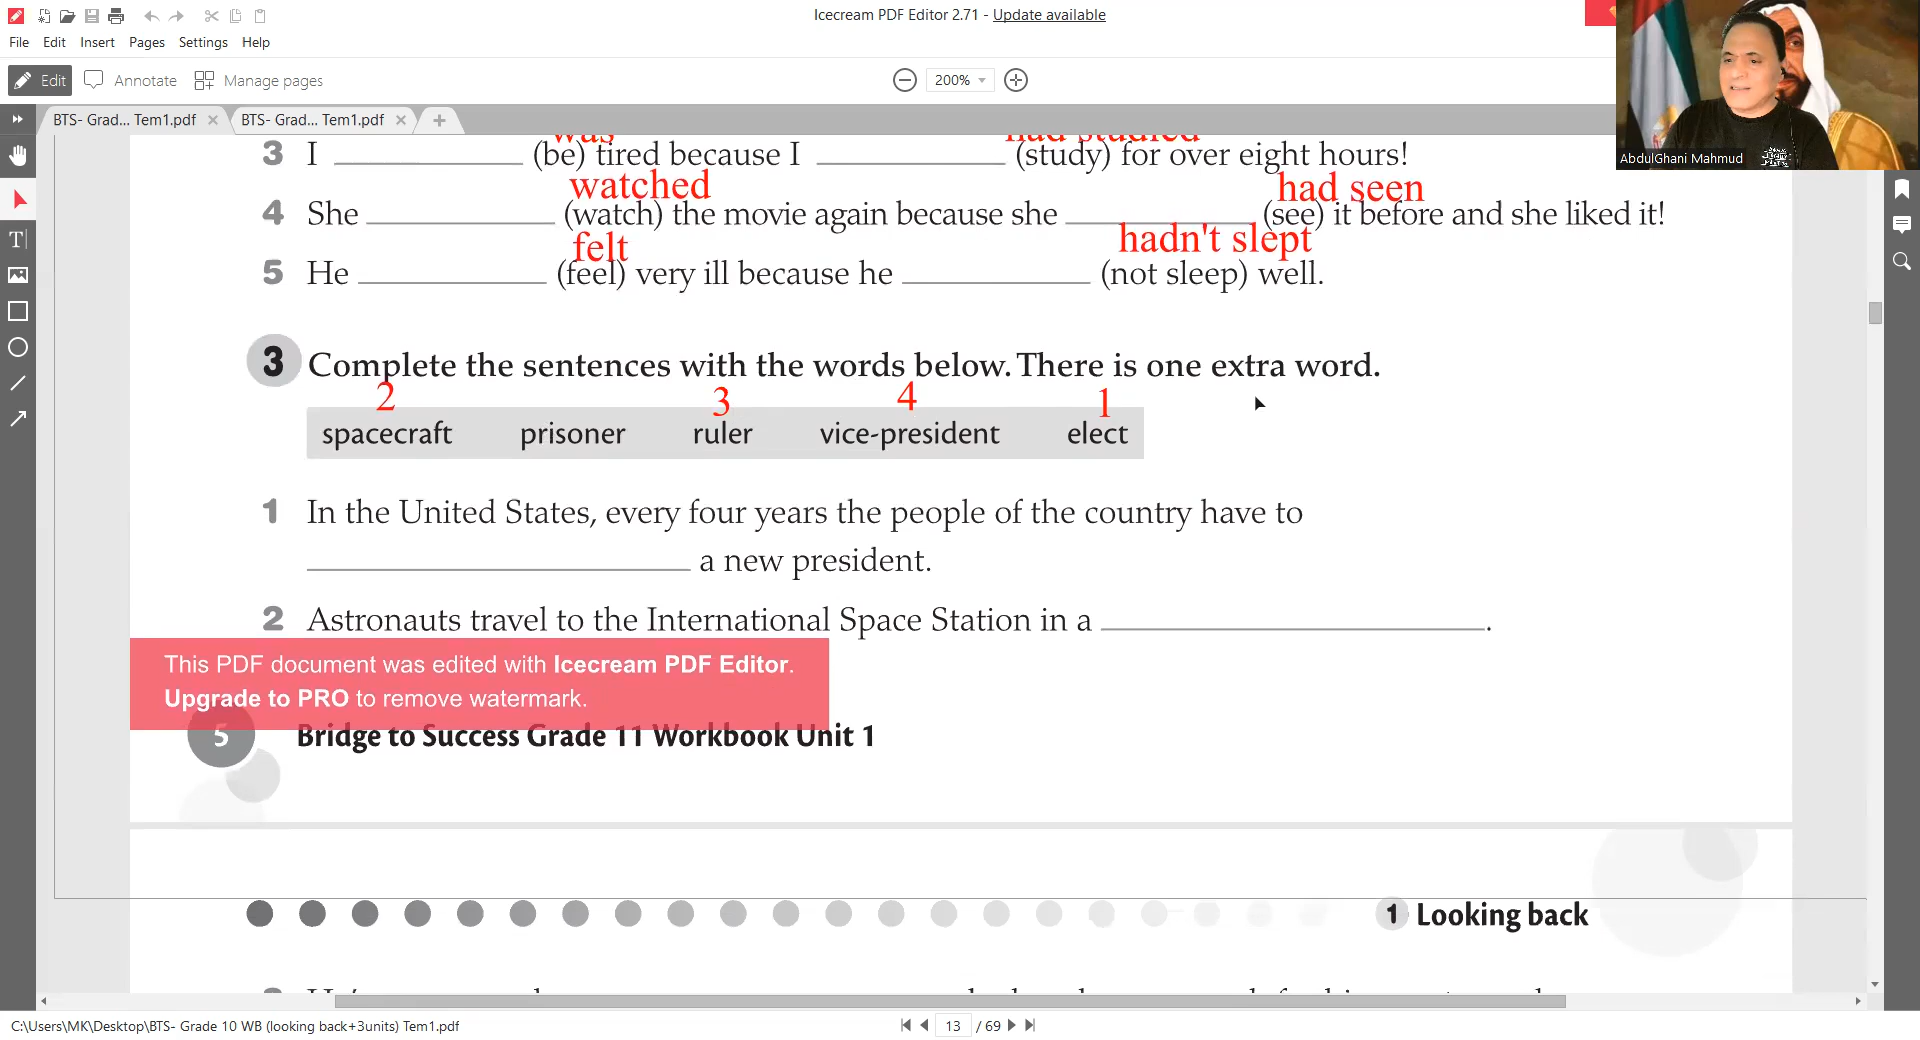 Icecream PDF Editor 2.71 - Update available
File Edit Insert Pages Settings Help
Edit Annotate Manage pages
200%
BTS- Grad... Tem1.pdf
BTS- Grad... Tem1.pdf
AbdulGhani Mahmud
was had studied
3 I (be) tired because I (study) for over eight hours!
watched had seen
4 She (watch) the movie again because she (see) it before and she liked it!
felt hadn't slept
5 He (feel) very ill because he (not sleep) well.
3 Complete the sentences with the words below. There is one extra word.
2 3 4 1
spacecraft prisoner ruler vice-president elect
1 In the United States, every four years the people of the country have to
a new president.
2 Astronauts travel to the International Space Station in a .
This PDF document was edited with Icecream PDF Editor.
Upgrade to PRO to remove watermark.
5 Bridge to Success Grade 11 Workbook Unit 1
1 Looking back
C:\Users\MK\Desktop\BTS- Grade 10 WB (looking back+3units) Tem1.pdf
13 / 69